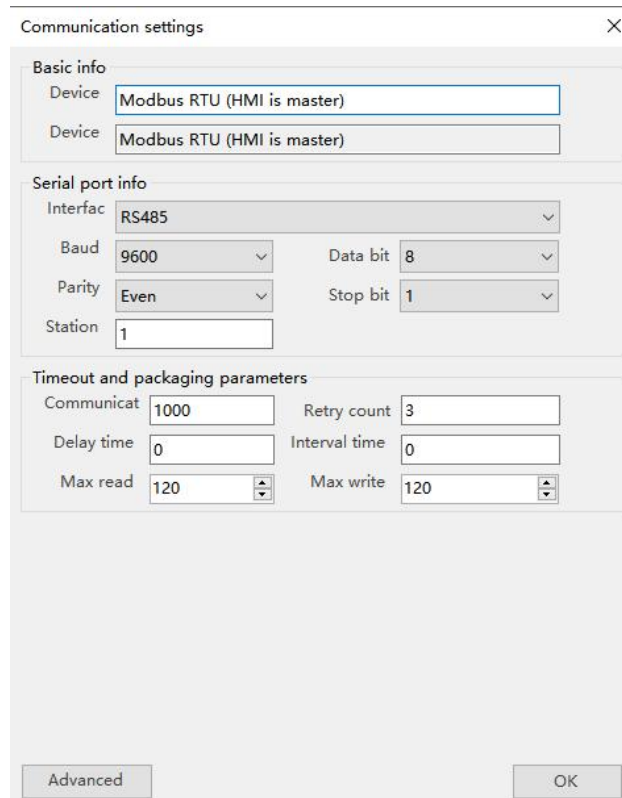 Communication settings
Basic info
Device Modbus RTU (HMI is master)
Device Modbus RTU (HMI is master)
Serial port info
Interfac RS485
Baud 9600 Data bit 8
Parity Even Stop bit 1
Station 1
Timeout and packaging parameters
Communicat 1000 Retry count 3
Delay time 0 Interval time 0
Max read 120 Max write 120
Advanced OK